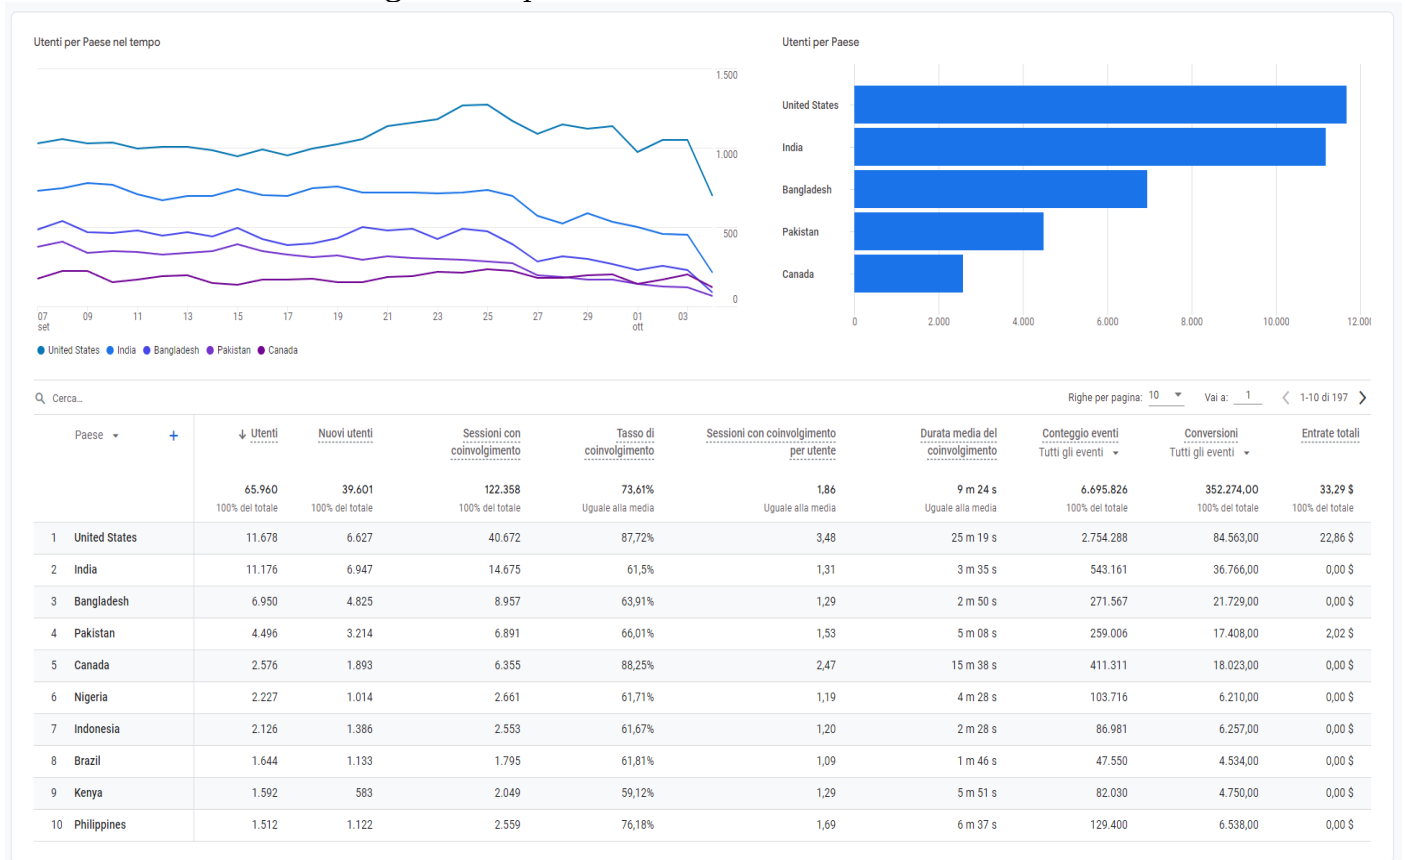 Utenti per Paese nel tempo
1.500
1.000
500
0
07 09 11 13 15 17 19 21 23 25 27 29 01 03
set ott
United States India Bangladesh Pakistan Canada
Utenti per Paese
United States
India
Bangladesh
Pakistan
Canada
0 2.000 4.000 6.000 8.000 10.000 12.000
Cerca...
Righe per pagina: 10 Vai a: 1 1-10 di 197
Paese + Utenti Nuovi utenti Sessioni con coinvolgimento Tasso di coinvolgimento Sessioni con coinvolgimento per utente Durata media del coinvolgimento Conteggio eventi Conversioni Entrate totali
Tutti gli eventi Tutti gli eventi
65.960 39.601 122.358 73,61% 1,86 9 m 24 s 6.695.826 352.274,00 33,29 $
100% del totale 100% del totale 100% del totale Uguale alla media Uguale alla media Uguale alla media 100% del totale 100% del totale 100% del totale
1 United States 11.678 6.627 40.672 87,72% 3,48 25 m 19 s 2.754.288 84.563,00 22,86 $
2 India 11.176 6.947 14.675 61,5% 1,31 3 m 35 s 543.161 36.766,00 0,00 $
3 Bangladesh 6.950 4.825 8.957 63,91% 1,29 2 m 50 s 271.567 21.729,00 0,00 $
4 Pakistan 4.496 3.214 6.891 66,01% 1,53 5 m 08 s 259.006 17.408,00 2,02 $
5 Canada 2.576 1.893 6.355 88,25% 2,47 15 m 38 s 411.311 18.023,00 0,00 $
6 Nigeria 2.227 1.014 2.661 61,71% 1,19 4 m 28 s 103.716 6.210,00 0,00 $
7 Indonesia 2.126 1.386 2.553 61,67% 1,20 2 m 28 s 86.981 6.257,00 0,00 $
8 Brazil 1.644 1.133 1.795 61,81% 1,09 1 m 46 s 47.550 4.534,00 0,00 $
9 Kenya 1.592 583 2.049 59,12% 1,29 5 m 51 s 82.030 4.750,00 0,00 $
10 Philippines 1.512 1.122 2.559 76,18% 1,69 6 m 37 s 129.400 6.538,00 0,00 $